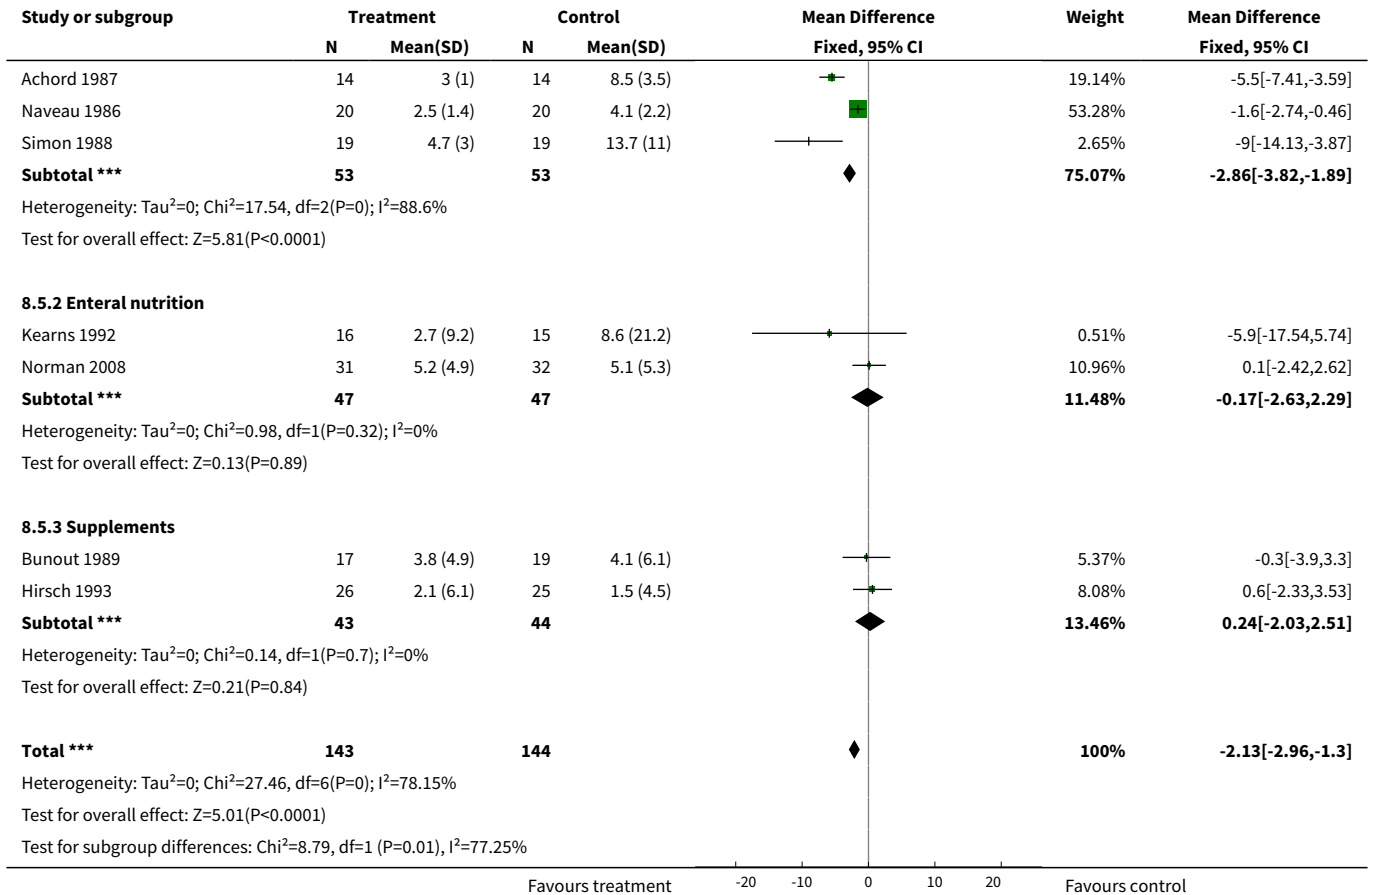 Study or subgroup Treatment Control Mean Difference Weight Mean Difference
N Mean(SD) N Mean(SD) Fixed, 95% CI Fixed, 95% CI
Achord 1987 14 3 (1) 14 8.5 (3.5) 19.14% -5.5[-7.41,-3.59]
Naveau 1986 20 2.5 (1.4) 20 4.1 (2.2) 53.28% -1.6[-2.74,-0.46]
Simon 1988 19 4.7 (3) 19 13.7 (11) 2.65% -9[-14.13,-3.87]
Subtotal *** 53 53 75.07% -2.86[-3.82,-1.89]
Heterogeneity: Tau²=0; Chi²=17.54, df=2(P=0); I²=88.6%
Test for overall effect: Z=5.81(P<0.0001)
8.5.2 Enteral nutrition
Kearns 1992 16 2.7 (9.2) 15 8.6 (21.2) 0.51% -5.9[-17.54,5.74]
Norman 2008 31 5.2 (4.9) 32 5.1 (5.3) 10.96% 0.1[-2.42,2.62]
Subtotal *** 47 47 11.48% -0.17[-2.63,2.29]
Heterogeneity: Tau²=0; Chi²=0.98, df=1(P=0.32); I²=0%
Test for overall effect: Z=0.13(P=0.89)
8.5.3 Supplements
Bunout 1989 17 3.8 (4.9) 19 4.1 (6.1) 5.37% -0.3[-3.9,3.3]
Hirsch 1993 26 2.1 (6.1) 25 1.5 (4.5) 8.08% 0.6[-2.33,3.53]
Subtotal *** 43 44 13.46% 0.24[-2.03,2.51]
Heterogeneity: Tau²=0; Chi²=0.14, df=1(P=0.7); I²=0%
Test for overall effect: Z=0.21(P=0.84)
Total *** 143 144 100% -2.13[-2.96,-1.3]
Heterogeneity: Tau²=0; Chi²=27.46, df=6(P=0); I²=78.15%
Test for overall effect: Z=5.01(P<0.0001)
Test for subgroup differences: Chi²=8.79, df=1 (P=0.01), I²=77.25%
Favours treatment -20 -10 0 10 20 Favours control